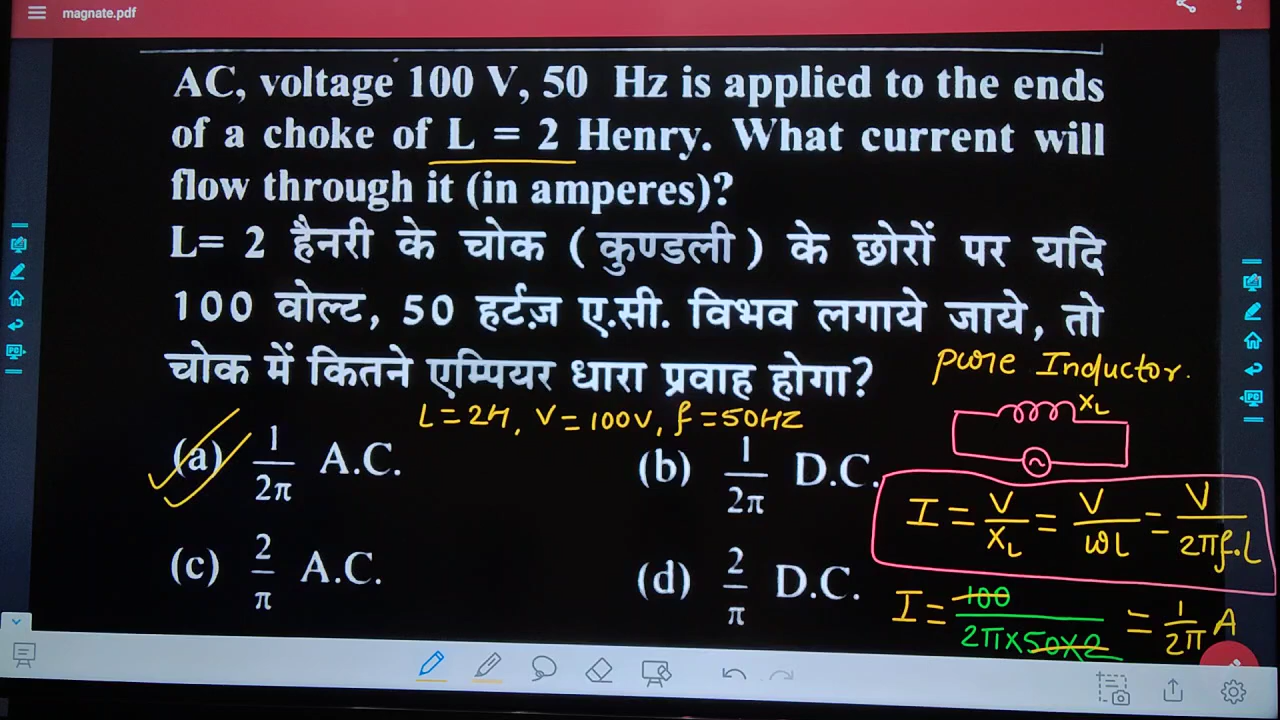 magnate.pdf
AC, voltage 100 V, 50 Hz is applied to the ends
of a choke of L = 2 Henry. What current will
flow through it (in amperes)?
L= 2 हैनरी के चोक ( कुण्डली ) के छोरों पर यदि
100 वोल्ट, 50 हर्टज़ ए.सी. विभव लगाये जाये, तो
चोक में कितने एम्पियर धारा प्रवाह होगा?
pure Inductor.
L=2H, V=100V, f=50HZ
XL
(a) 1/2π A.C.
(b) 1/2π D.C.
I = V/XL = V/ωL = V/2πf.L
(c) 2/π A.C.
(d) 2/π D.C.
I = 100/2π×50×2 = 1/2π A